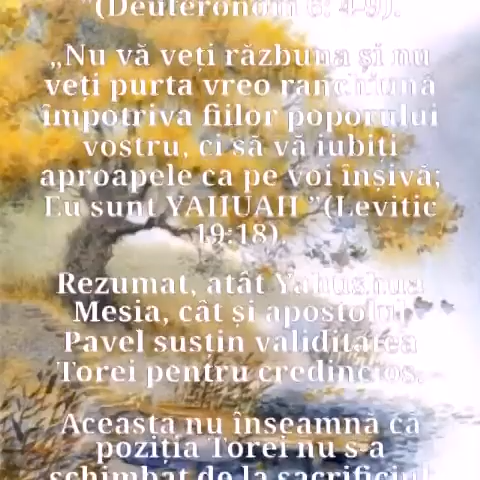 ”(Deuteronom 6: 4-9).
„Nu vă veți răzbuna și nu
veți purta vreo ranchiună
împotriva fiilor poporului
vostru, ci să vă iubiți
aproapele ca pe voi înșivă;
Eu sunt YAHUAH ”(Levitic
19:18).
Rezumat, atât Yahushua
Mesia, cât și apostolul
Pavel susțin validitatea
Torei pentru credincios.
Aceasta nu înseamnă că
poziția Torei nu s-a
schimbat de la sacrificiul